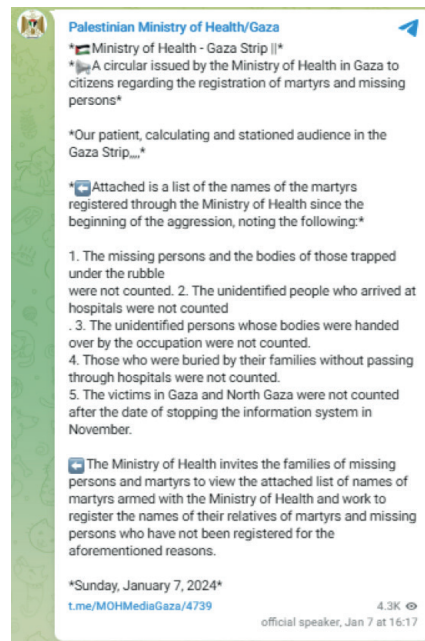 Palestinian Ministry of Health/Gaza
*🇵🇸Ministry of Health - Gaza Strip ||*
*📢A circular issued by the Ministry of Health in Gaza to
citizens regarding the registration of martyrs and missing
persons*
*Our patient, calculating and stationed audience in the
Gaza Strip,,,,*
*⬅️Attached is a list of the names of the martyrs
registered through the Ministry of Health since the
beginning of the aggression, noting the following:*
1. The missing persons and the bodies of those trapped
under the rubble
were not counted. 2. The unidentified people who arrived at
hospitals were not counted
. 3. The unidentified persons whose bodies were handed
over by the occupation were not counted.
4. Those who were buried by their families without passing
through hospitals were not counted.
5. The victims in Gaza and North Gaza were not counted
after the date of stopping the information system in
November.
⬅️The Ministry of Health invites the families of missing
persons and martyrs to view the attached list of names of
martyrs armed with the Ministry of Health and work to
register the names of their relatives of martyrs and missing
persons who have not been registered for the
aforementioned reasons.
*Sunday, January 7, 2024*
t.me/MOHMediaGaza/4739 4.3K
official speaker, Jan 7 at 16:17